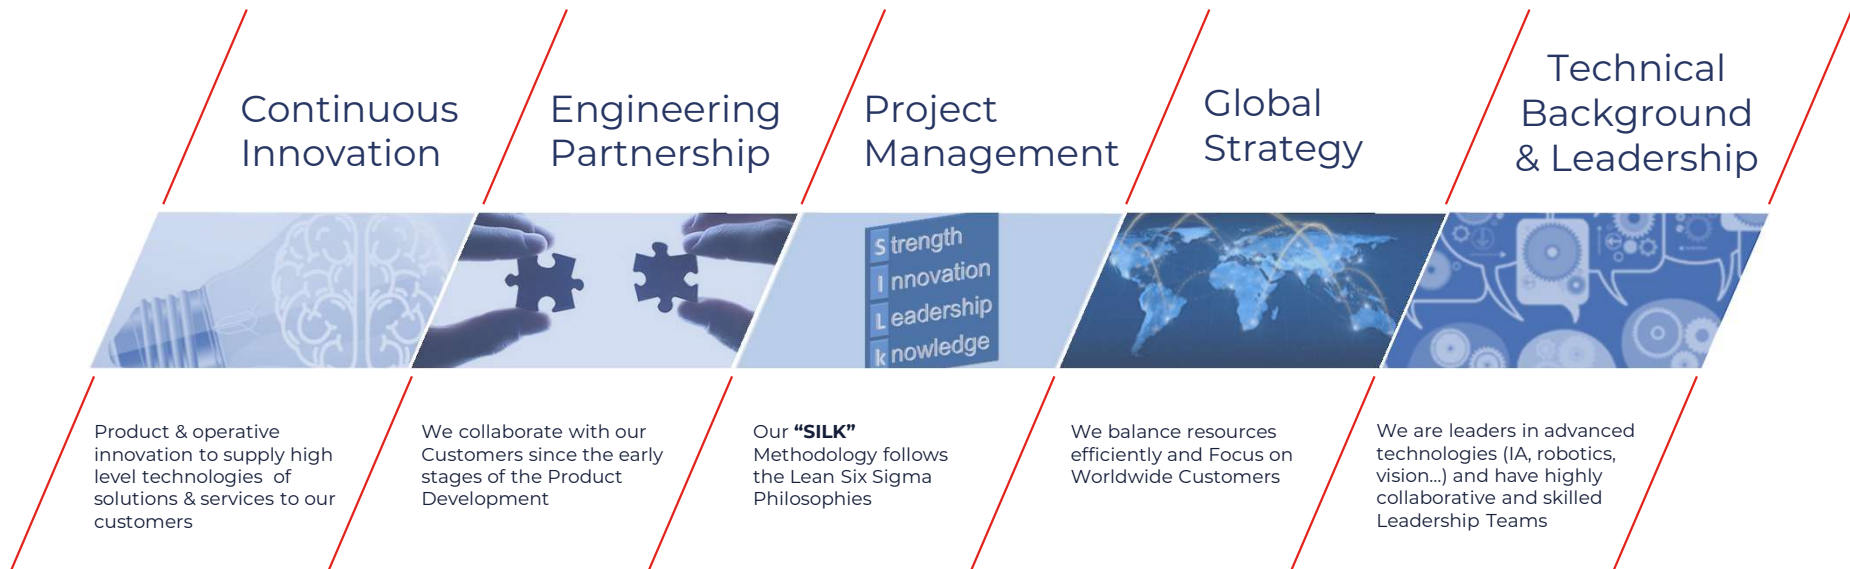 Continuous
Innovation
Engineering
Partnership
Project
Management
Global
Strategy
Technical
Background
& Leadership
Strength
Innovation
Leadership
knowledge
Product & operative
innovation to supply high
level technologies of
solutions & services to our
customers
We collaborate with our
Customers since the early
stages of the Product
Development
Our “SILK”
Methodology follows
the Lean Six Sigma
Philosophies
We balance resources
efficiently and Focus on
Worldwide Customers
We are leaders in advanced
technologies (IA, robotics,
vision...) and have highly
collaborative and skilled
Leadership Teams